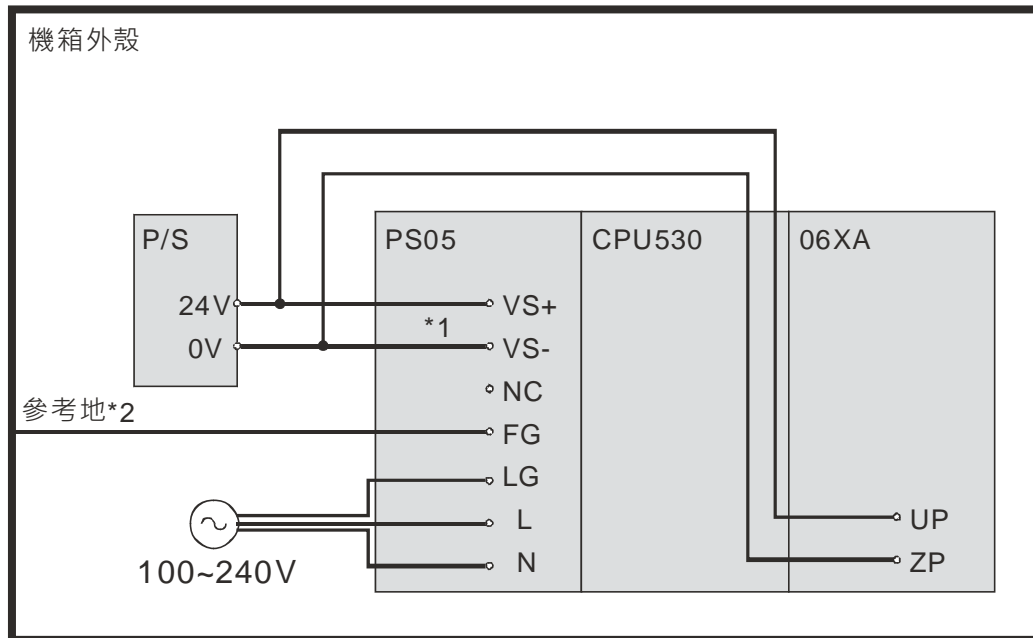 機箱外殼
P/S
PS05
CPU530
06XA
24V
VS+
*1
0V
VS-
NC
參考地*2
FG
LG
L
UP
N
ZP
100~240V